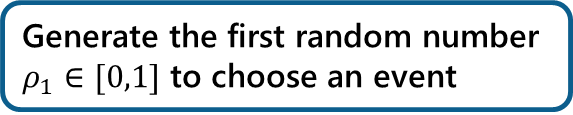 Generate the first random number
ρ₁ ∈ [0,1] to choose an event